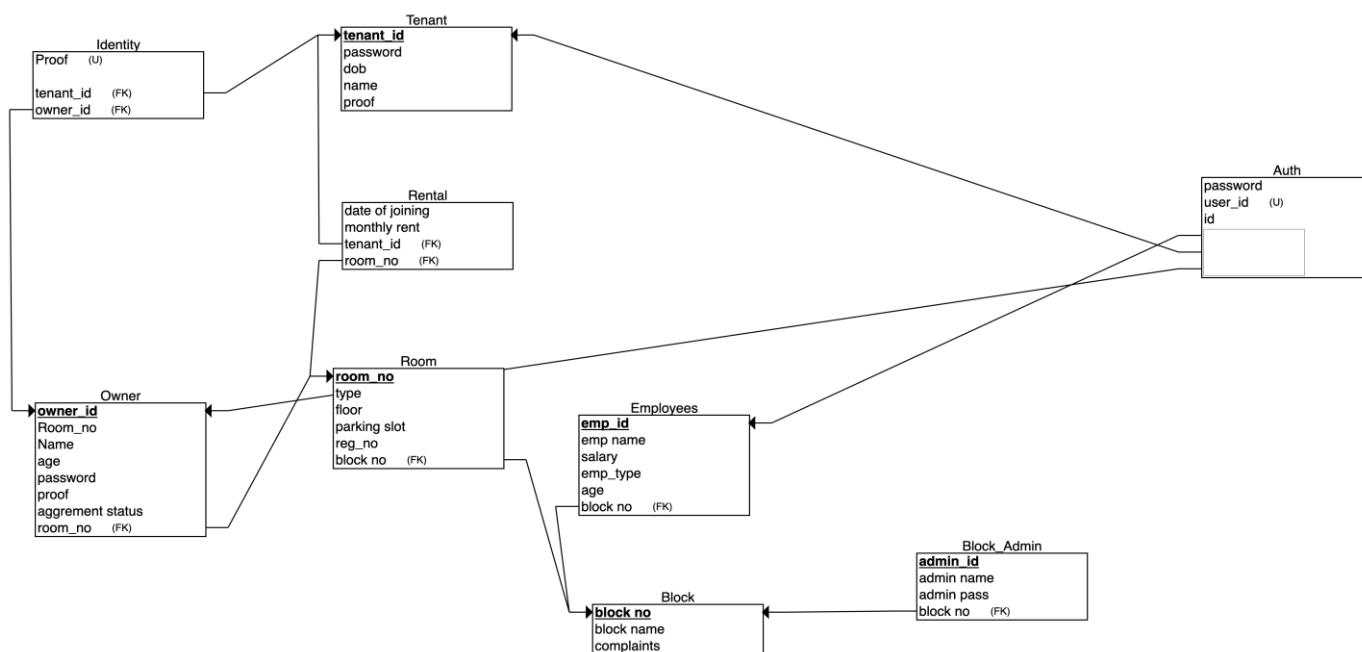 Tenant
tenant_id
password
dob
name
proof
Identity
Proof (U)
tenant_id (FK)
owner_id (FK)
Auth
password
user_id (U)
id
Rental
date of joining
monthly rent
tenant_id (FK)
room_no (FK)
Room
room_no
type
floor
parking slot
reg_no
block no (FK)
Owner
owner_id
Room_no
Name
age
password
proof
aggrement status
room_no (FK)
Employees
emp_id
emp name
salary
emp_type
age
block no (FK)
Block_Admin
admin_id
admin name
admin pass
block no (FK)
Block
block no
block name
complaints